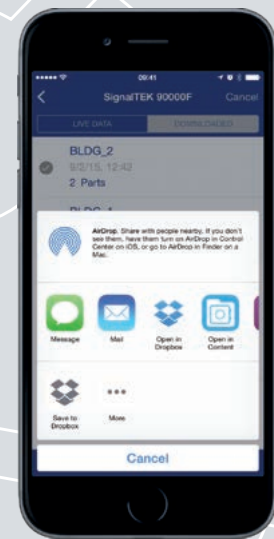 09:41
SignalTEK 90000F Cancel
LIVE DATA DOWNLOADED
BLDG_2
9/2/15, 12:42
2 Parts
AirDrop. Share with people nearby. If you don't
see them, have them turn on AirDrop in Control
Center on iOS, or go to AirDrop in Finder on a
Mac.
Message Mail Open in Open in
Dropbox Content
Save to More
Dropbox
Cancel